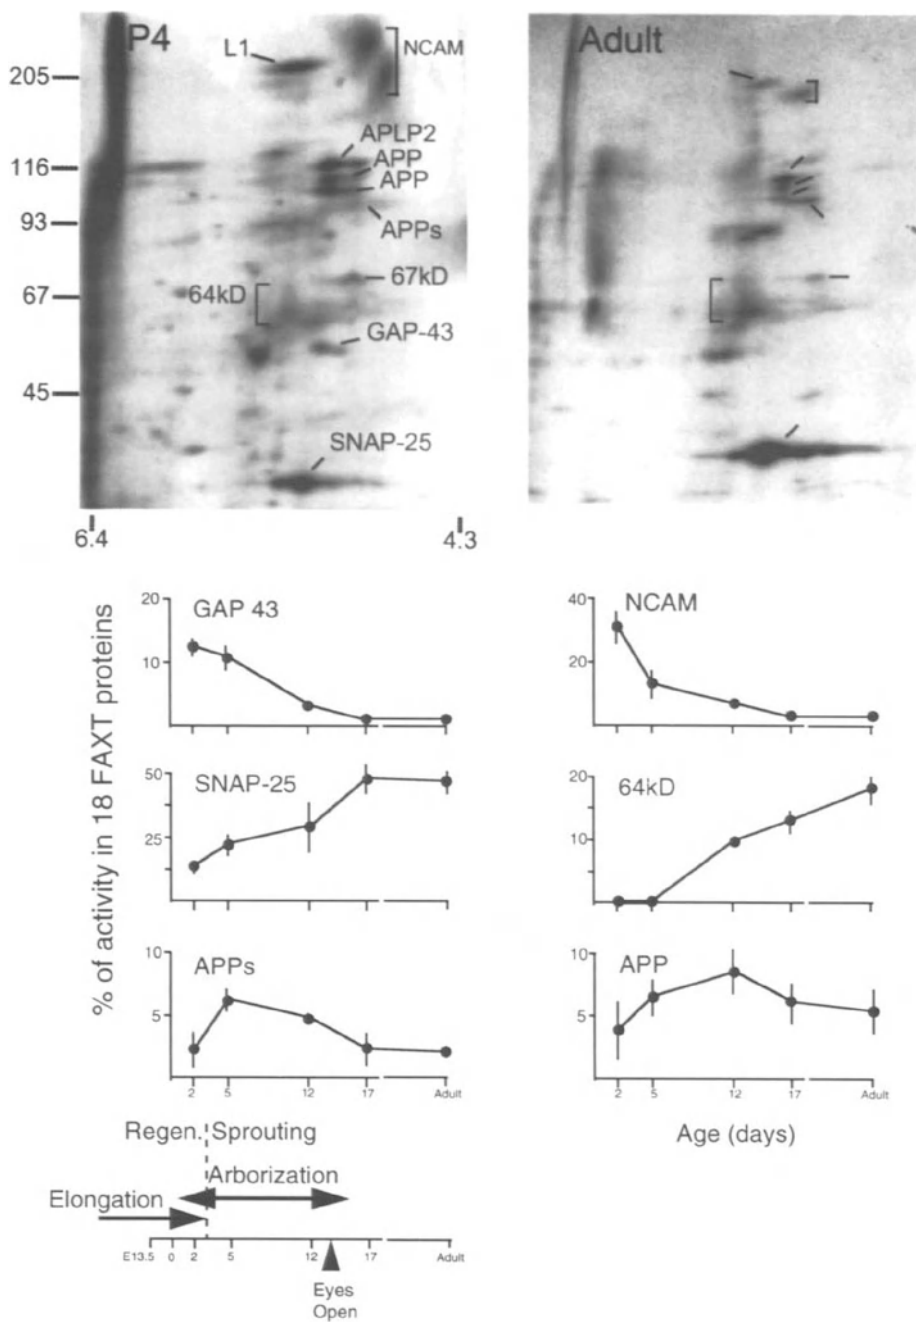 P4
L1
NCAM
205
APLP2
116
APP
APP
93
APPs
67kD
64kD
67
GAP-43
45
SNAP-25
6.4
4.3
Adult
% of activity in 18 FAXT proteins
GAP 43
20
10
NCAM
40
20
SNAP-25
50
25
64kD
20
10
APPs
10
5
2 5 12 17 Adult
APP
10
5
2 5 12 17 Adult
Age (days)
Regen. Sprouting
Arborization
Elongation
E13.5 0 2 5 12 17 Adult
Eyes
Open